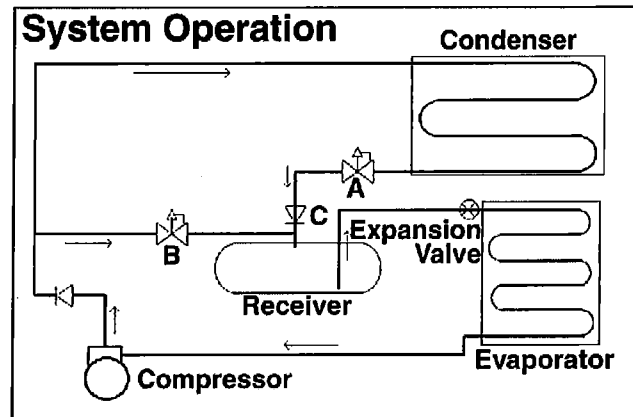 System Operation
Condenser
A
C
B
Expansion
Valve
Receiver
Evaporator
Compressor